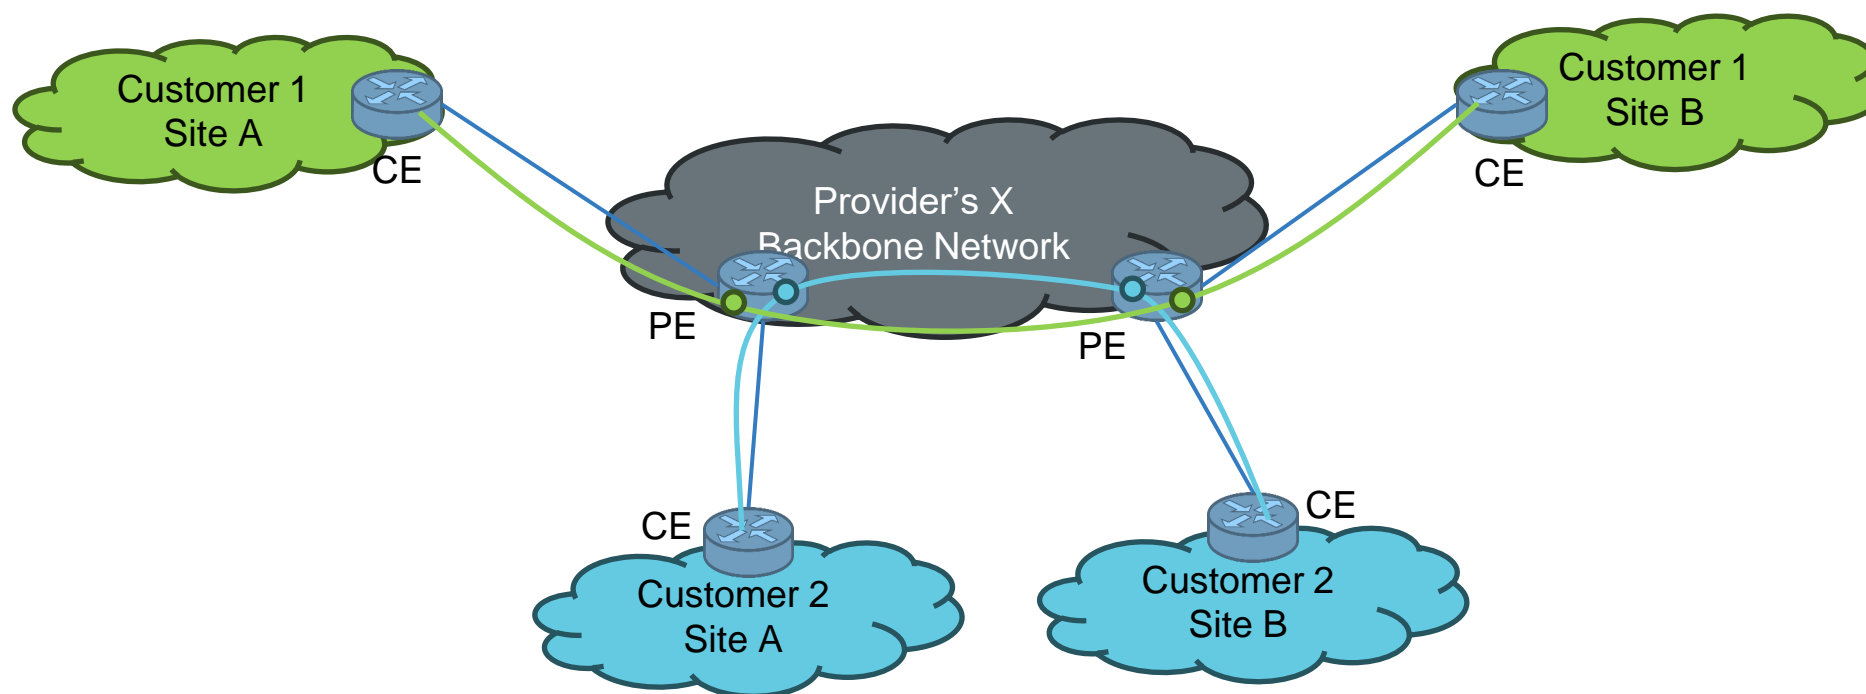 Customer 1
Site A
CE
Customer 1
Site B
CE
Provider’s X
Backbone Network
PE
PE
CE
Customer 2
Site A
CE
Customer 2
Site B